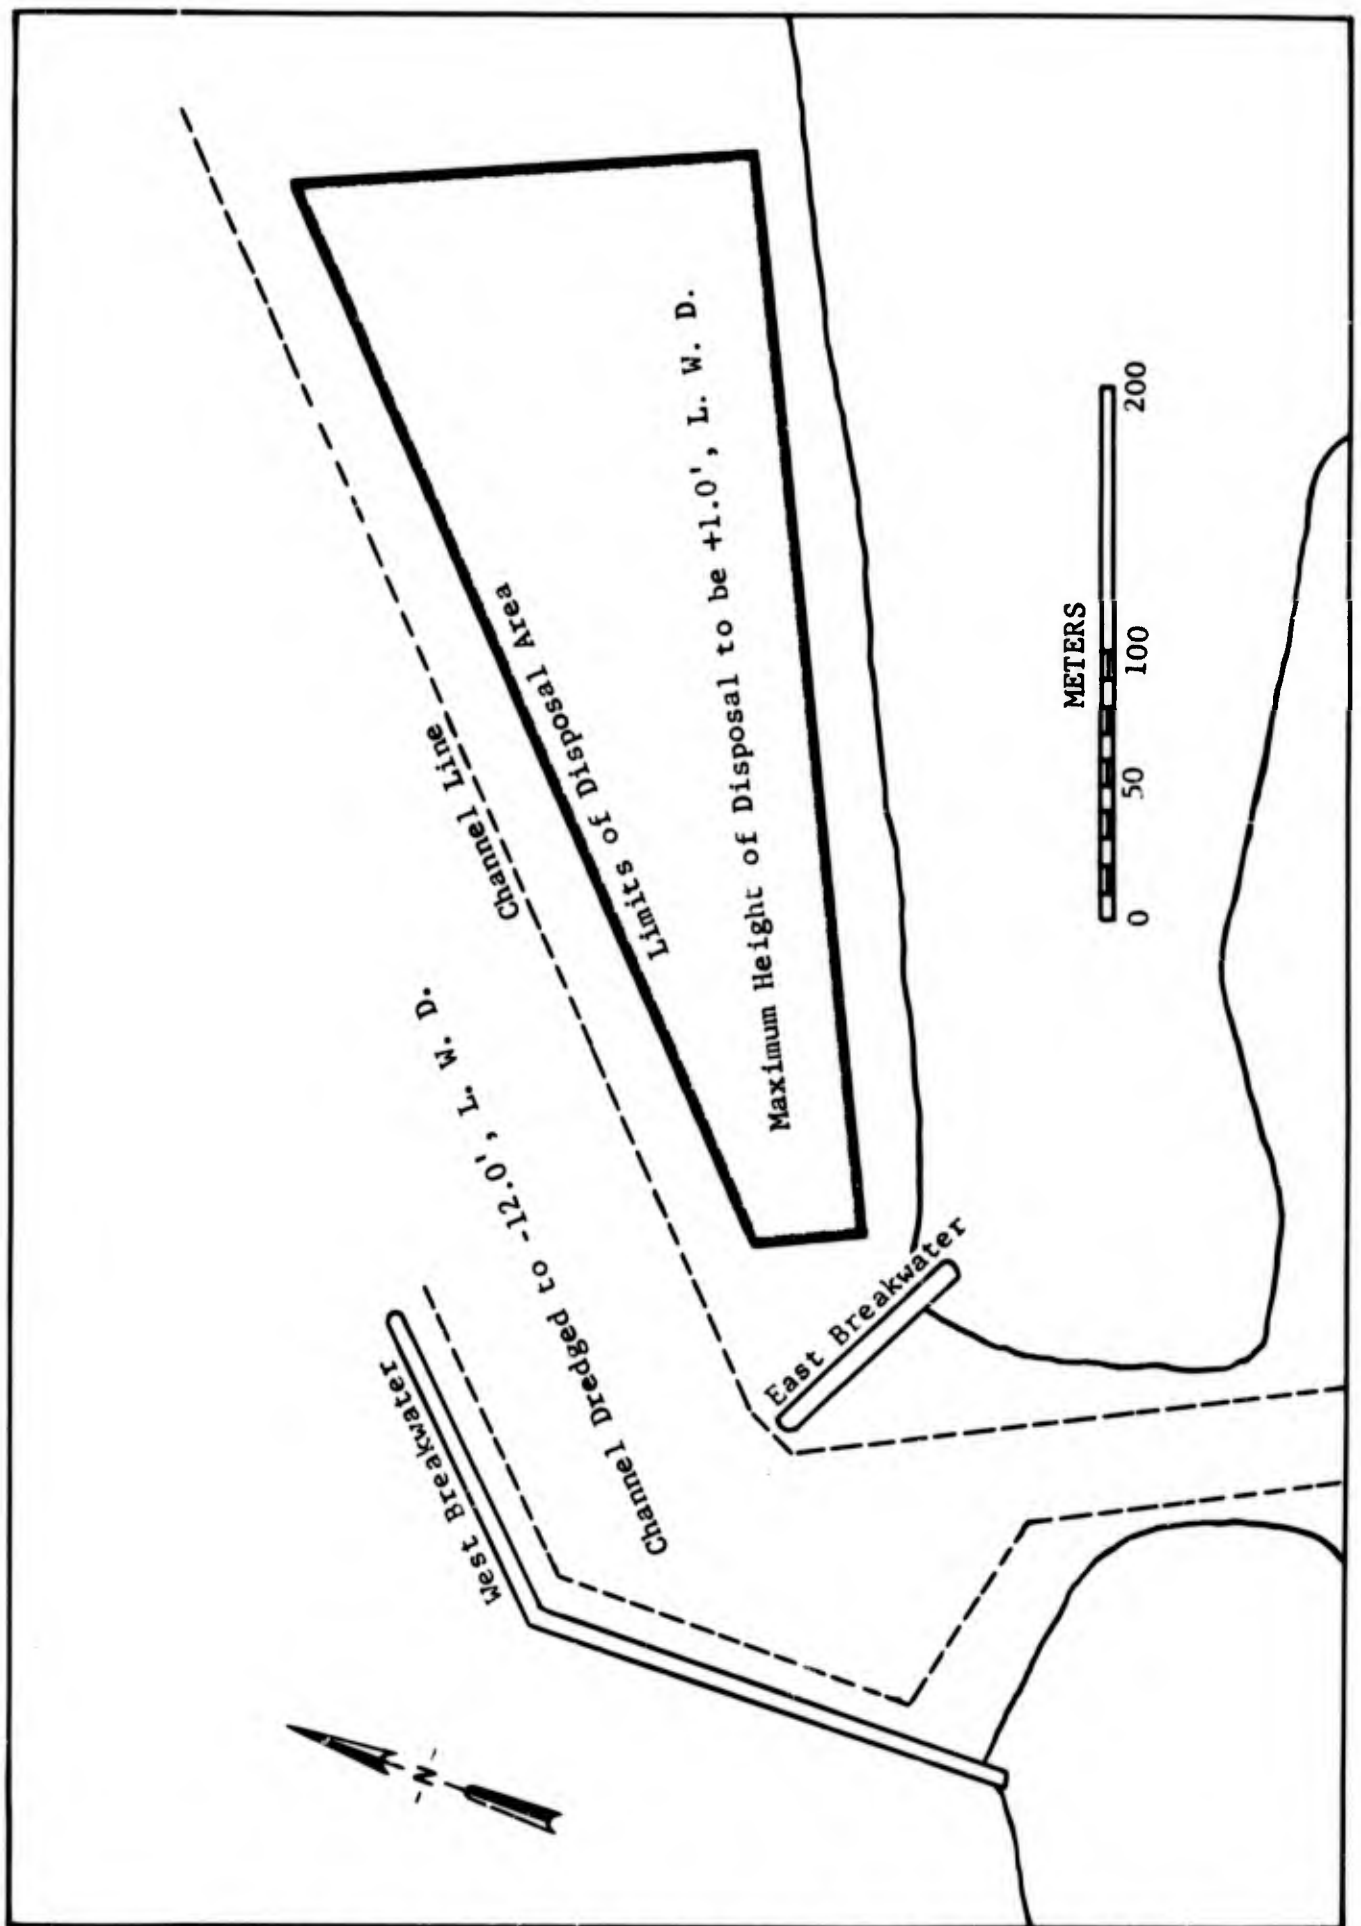 West Breakwater
Channel Dredged to -12.0', L. W. D.
Channel Line
Limits of Disposal Area
Maximum Height of Disposal to be +1.0', L. W. D.
East Breakwater
-N-
METERS
0 50 100 200